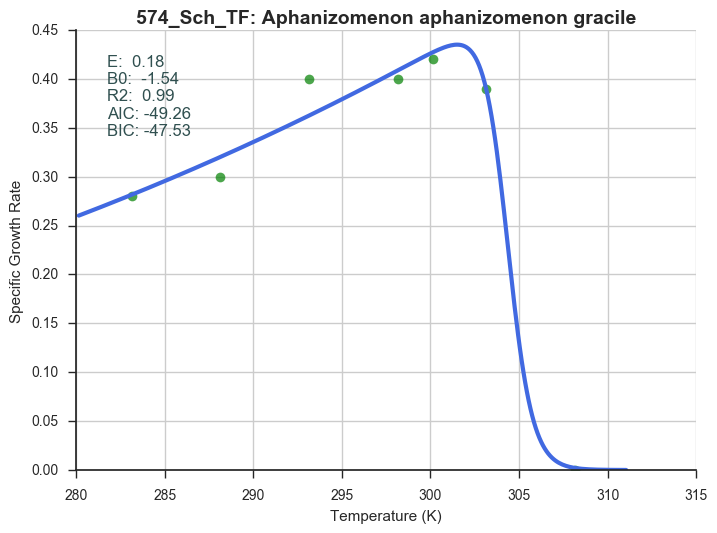 574_Sch_TF: Aphanizomenon aphanizomenon gracile
E: 0.18
B0: -1.54
R2: 0.99
AIC: -49.26
BIC: -47.53
Specific Growth Rate
0.45
0.40
0.35
0.30
0.25
0.20
0.15
0.10
0.05
0.00
280 285 290 295 300 305 310 315
Temperature (K)